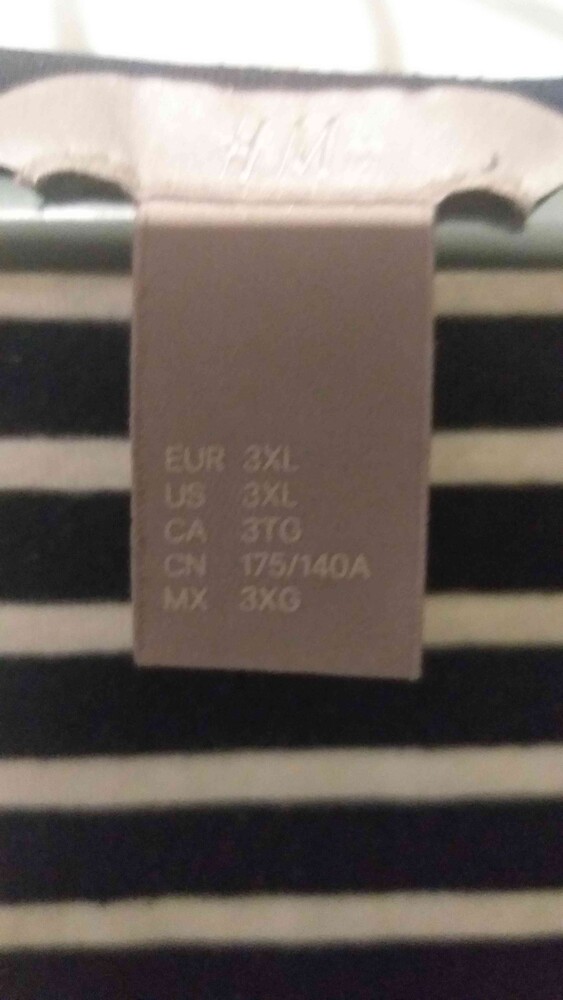 H M
EUR 3XL
US 3XL
CA 3TG
CN 175/140A
MX 3XG